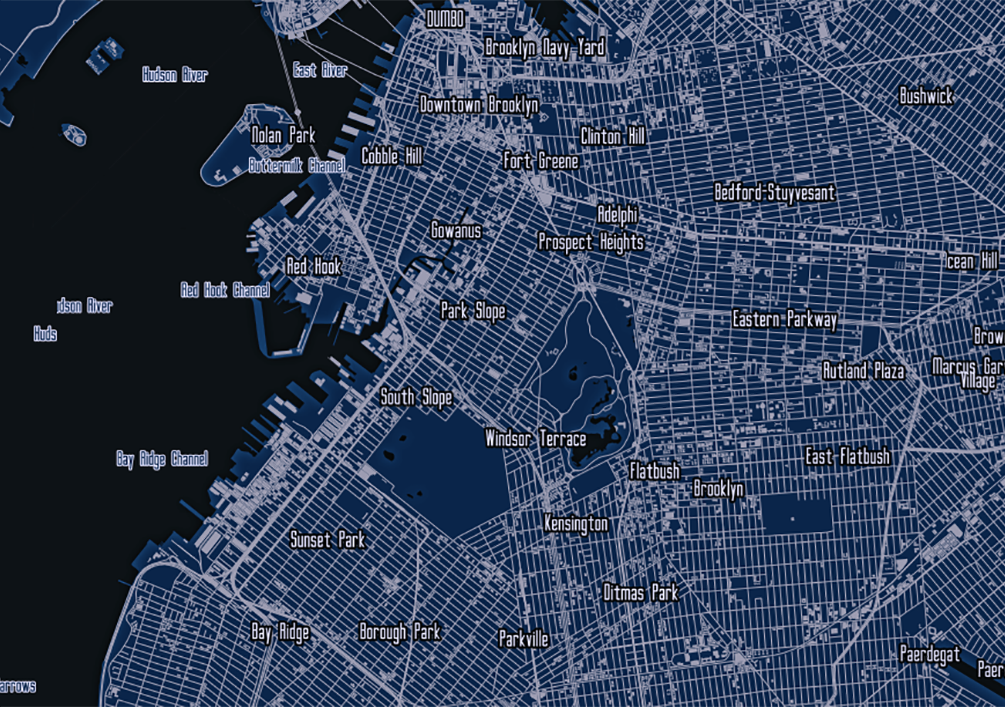 DUMBO
Brooklyn Navy Yard
Hudson River
East River
Bushwick
Downtown Brooklyn
Nolan Park
Clinton Hill
Cobble Hill
Fort Greene
Buttermilk Channel
Bedford-Stuyvesant
Adelphi
Gowanus
Prospect Heights
cean Hill
Red Hook
Red Hook Channel
dson River
Park Slope
Eastern Parkway
Huds
Brow
Rutland Plaza
Marcus Gar
Village
South Slope
Windsor Terrace
Bay Ridge Channel
East Flatbush
Flatbush
Brooklyn
Kensington
Sunset Park
Ditmas Park
Bay Ridge
Borough Park
Parkville
Paerdegat
Paer
arrows